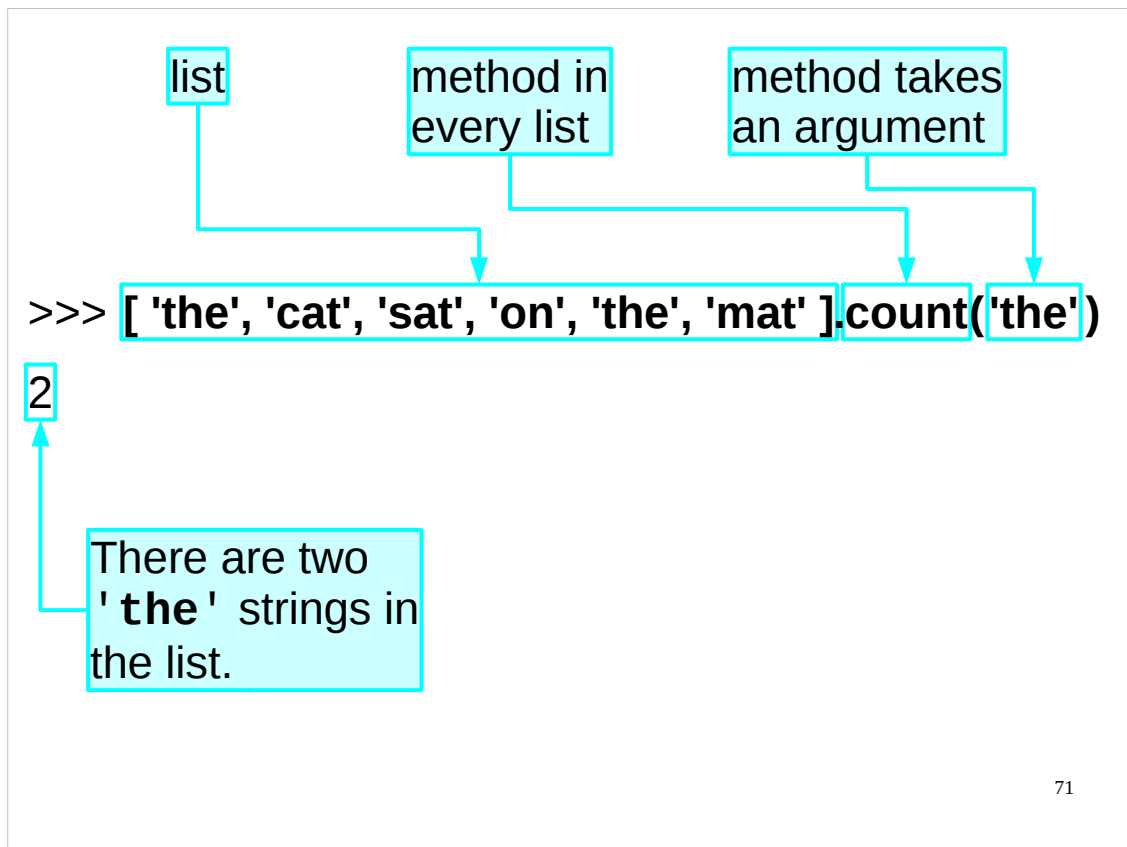 list
method in
every list
method takes
an argument
>>> [ 'the', 'cat', 'sat', 'on', 'the', 'mat' ].count('the')
2
There are two
'the' strings in
the list.
71